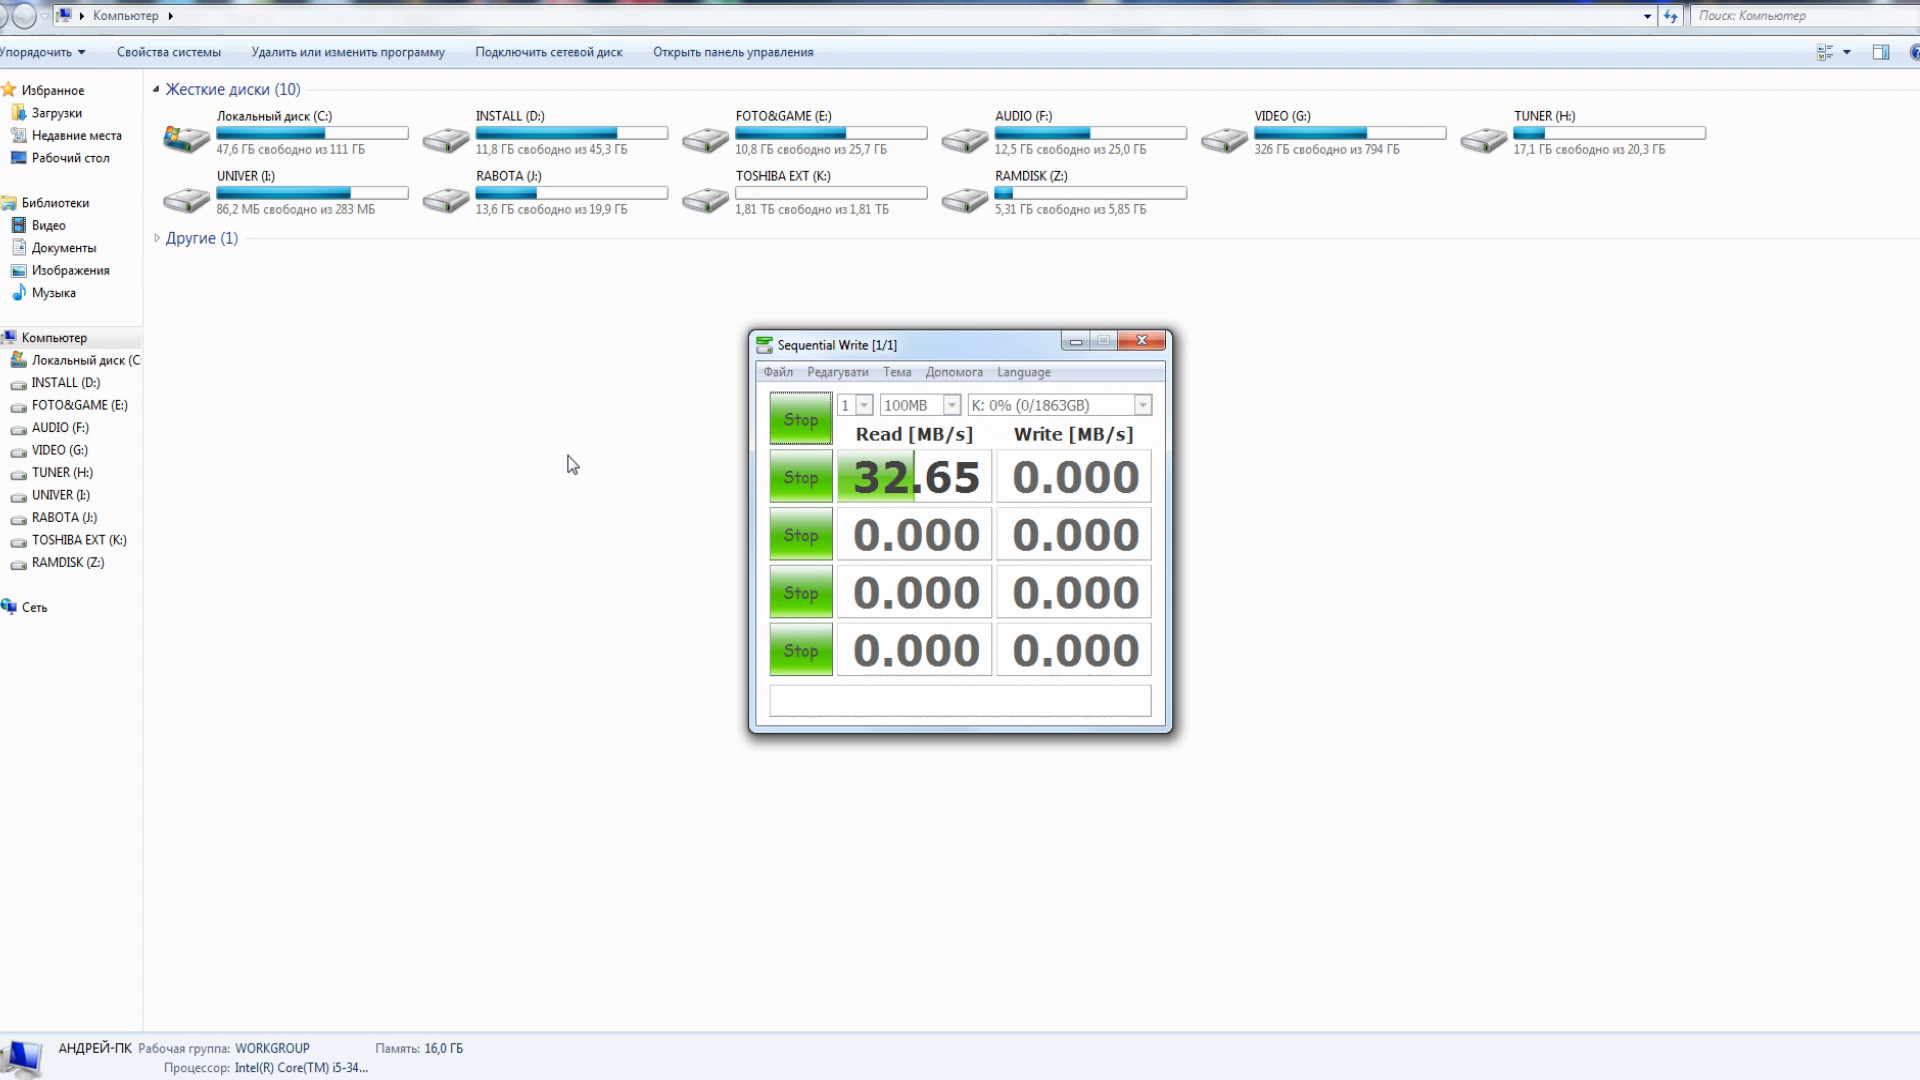 Компьютер
Поиск: Компьютер
Упорядочить
Свойства системы
Удалить или изменить программу
Подключить сетевой диск
Открыть панель управления
Избранное
Загрузки
Недавние места
Рабочий стол
Библиотеки
Видео
Документы
Изображения
Музыка
Компьютер
Локальный диск (C:
INSTALL (D:)
FOTO&GAME (E:)
AUDIO (F:)
VIDEO (G:)
TUNER (H:)
UNIVER (I:)
RABOTA (J:)
TOSHIBA EXT (K:)
RAMDISK (Z:)
Сеть
Жесткие диски (10)
Локальный диск (C:)
47,6 ГБ свободно из 111 ГБ
INSTALL (D:)
11,8 ГБ свободно из 45,3 ГБ
FOTO&GAME (E:)
10,8 ГБ свободно из 25,7 ГБ
AUDIO (F:)
12,5 ГБ свободно из 25,0 ГБ
VIDEO (G:)
326 ГБ свободно из 794 ГБ
TUNER (H:)
17,1 ГБ свободно из 20,3 ГБ
UNIVER (I:)
86,2 МБ свободно из 283 МБ
RABOTA (J:)
13,6 ГБ свободно из 19,9 ГБ
TOSHIBA EXT (K:)
1,81 ТБ свободно из 1,81 ТБ
RAMDISK (Z:)
5,31 ГБ свободно из 5,85 ГБ
Другие (1)
Sequential Write [1/1]
Файл Редагувати Тема Допомога Language
Stop 1 100MB K: 0% (0/1863GB)
Read [MB/s] Write [MB/s]
Stop 32.65 0.000
Stop 0.000 0.000
Stop 0.000 0.000
Stop 0.000 0.000
АНДРЕЙ-ПК Рабочая группа: WORKGROUP Память: 16,0 ГБ
Процессор: Intel(R) Core(TM) i5-34...